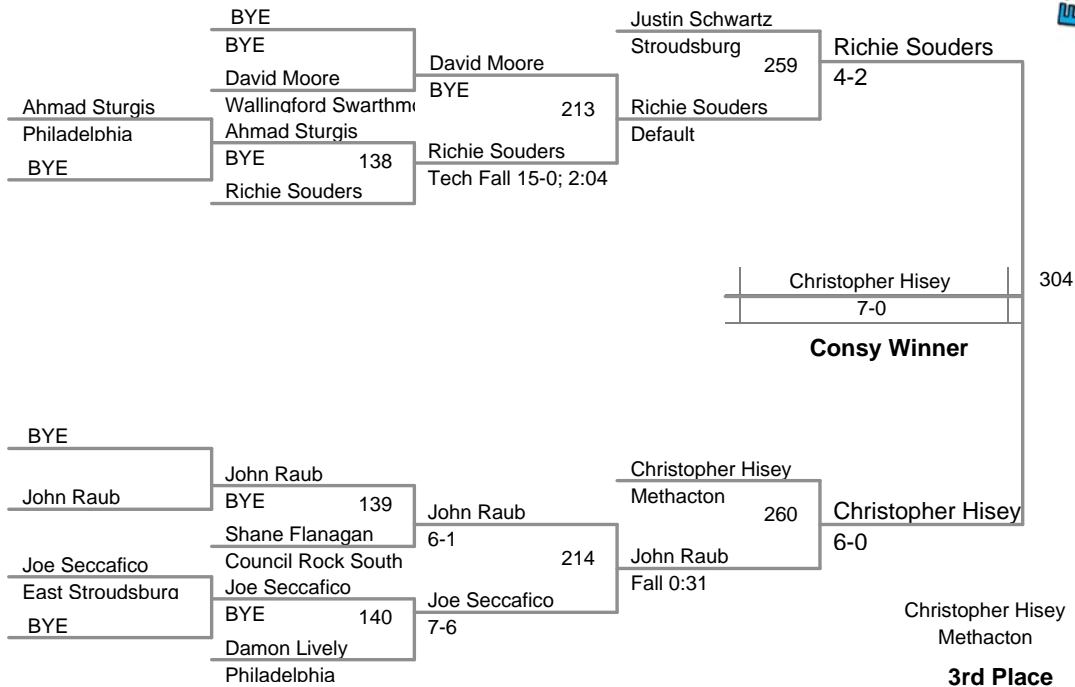 BYE
BYE
David Moore
Wallingford Swarthmo
Ahmad Sturgis
Philadelphia
BYE
Ahmad Sturgis
BYE 138
Richie Souders
David Moore
BYE
213
Richie Souders
Tech Fall 15-0; 2:04
Justin Schwartz
Stroudsburg
259
Richie Souders
Default
Richie Souders
4-2
Christopher Hisey
7-0
304
Consy Winner
BYE
John Raub
John Raub
BYE 139
Shane Flanagan
Council Rock South
Joe Seccafico
East Stroudsburg
BYE
Joe Seccafico
BYE 140
Damon Lively
Philadelphia
John Raub
6-1
214
Joe Seccafico
7-6
Christopher Hisey
Methacton
260
John Raub
Fall 0:31
Christopher Hisey
6-0
Christopher Hisey
Methacton
3rd Place